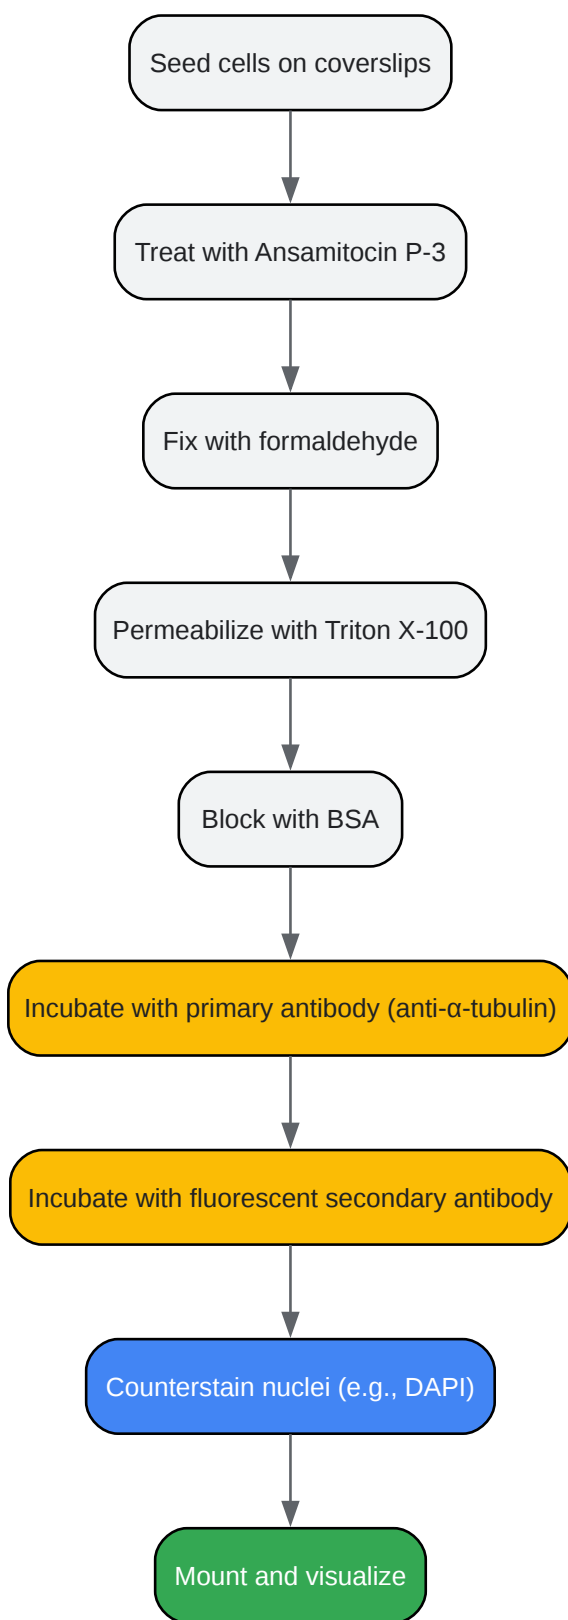 Seed cells on coverslips
Treat with Ansamitocin P-3
Fix with formaldehyde
Permeabilize with Triton X-100
Block with BSA
Incubate with primary antibody (anti-α-tubulin)
Incubate with fluorescent secondary antibody
Counterstain nuclei (e.g., DAPI)
Mount and visualize